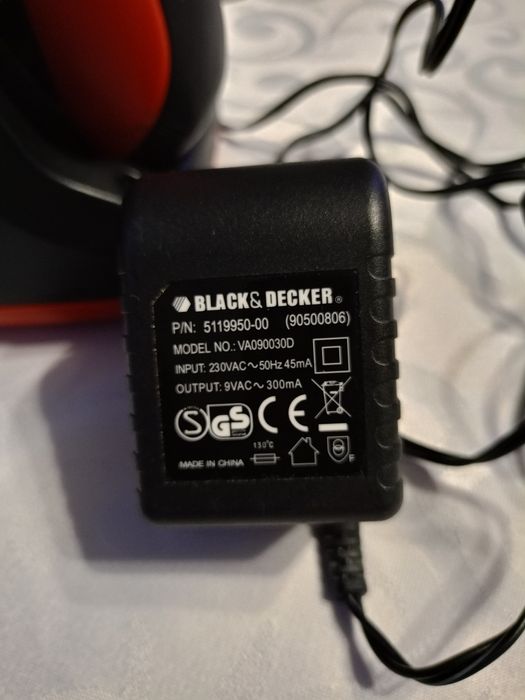 BLACK& DECKER®
P/N: 5119950-00 (90500806)
MODEL NO.: VA090030D
INPUT: 230VAC～50Hz 45mA
OUTPUT: 9VAC～300mA
S GS CE
130°C
MADE IN CHINA
F